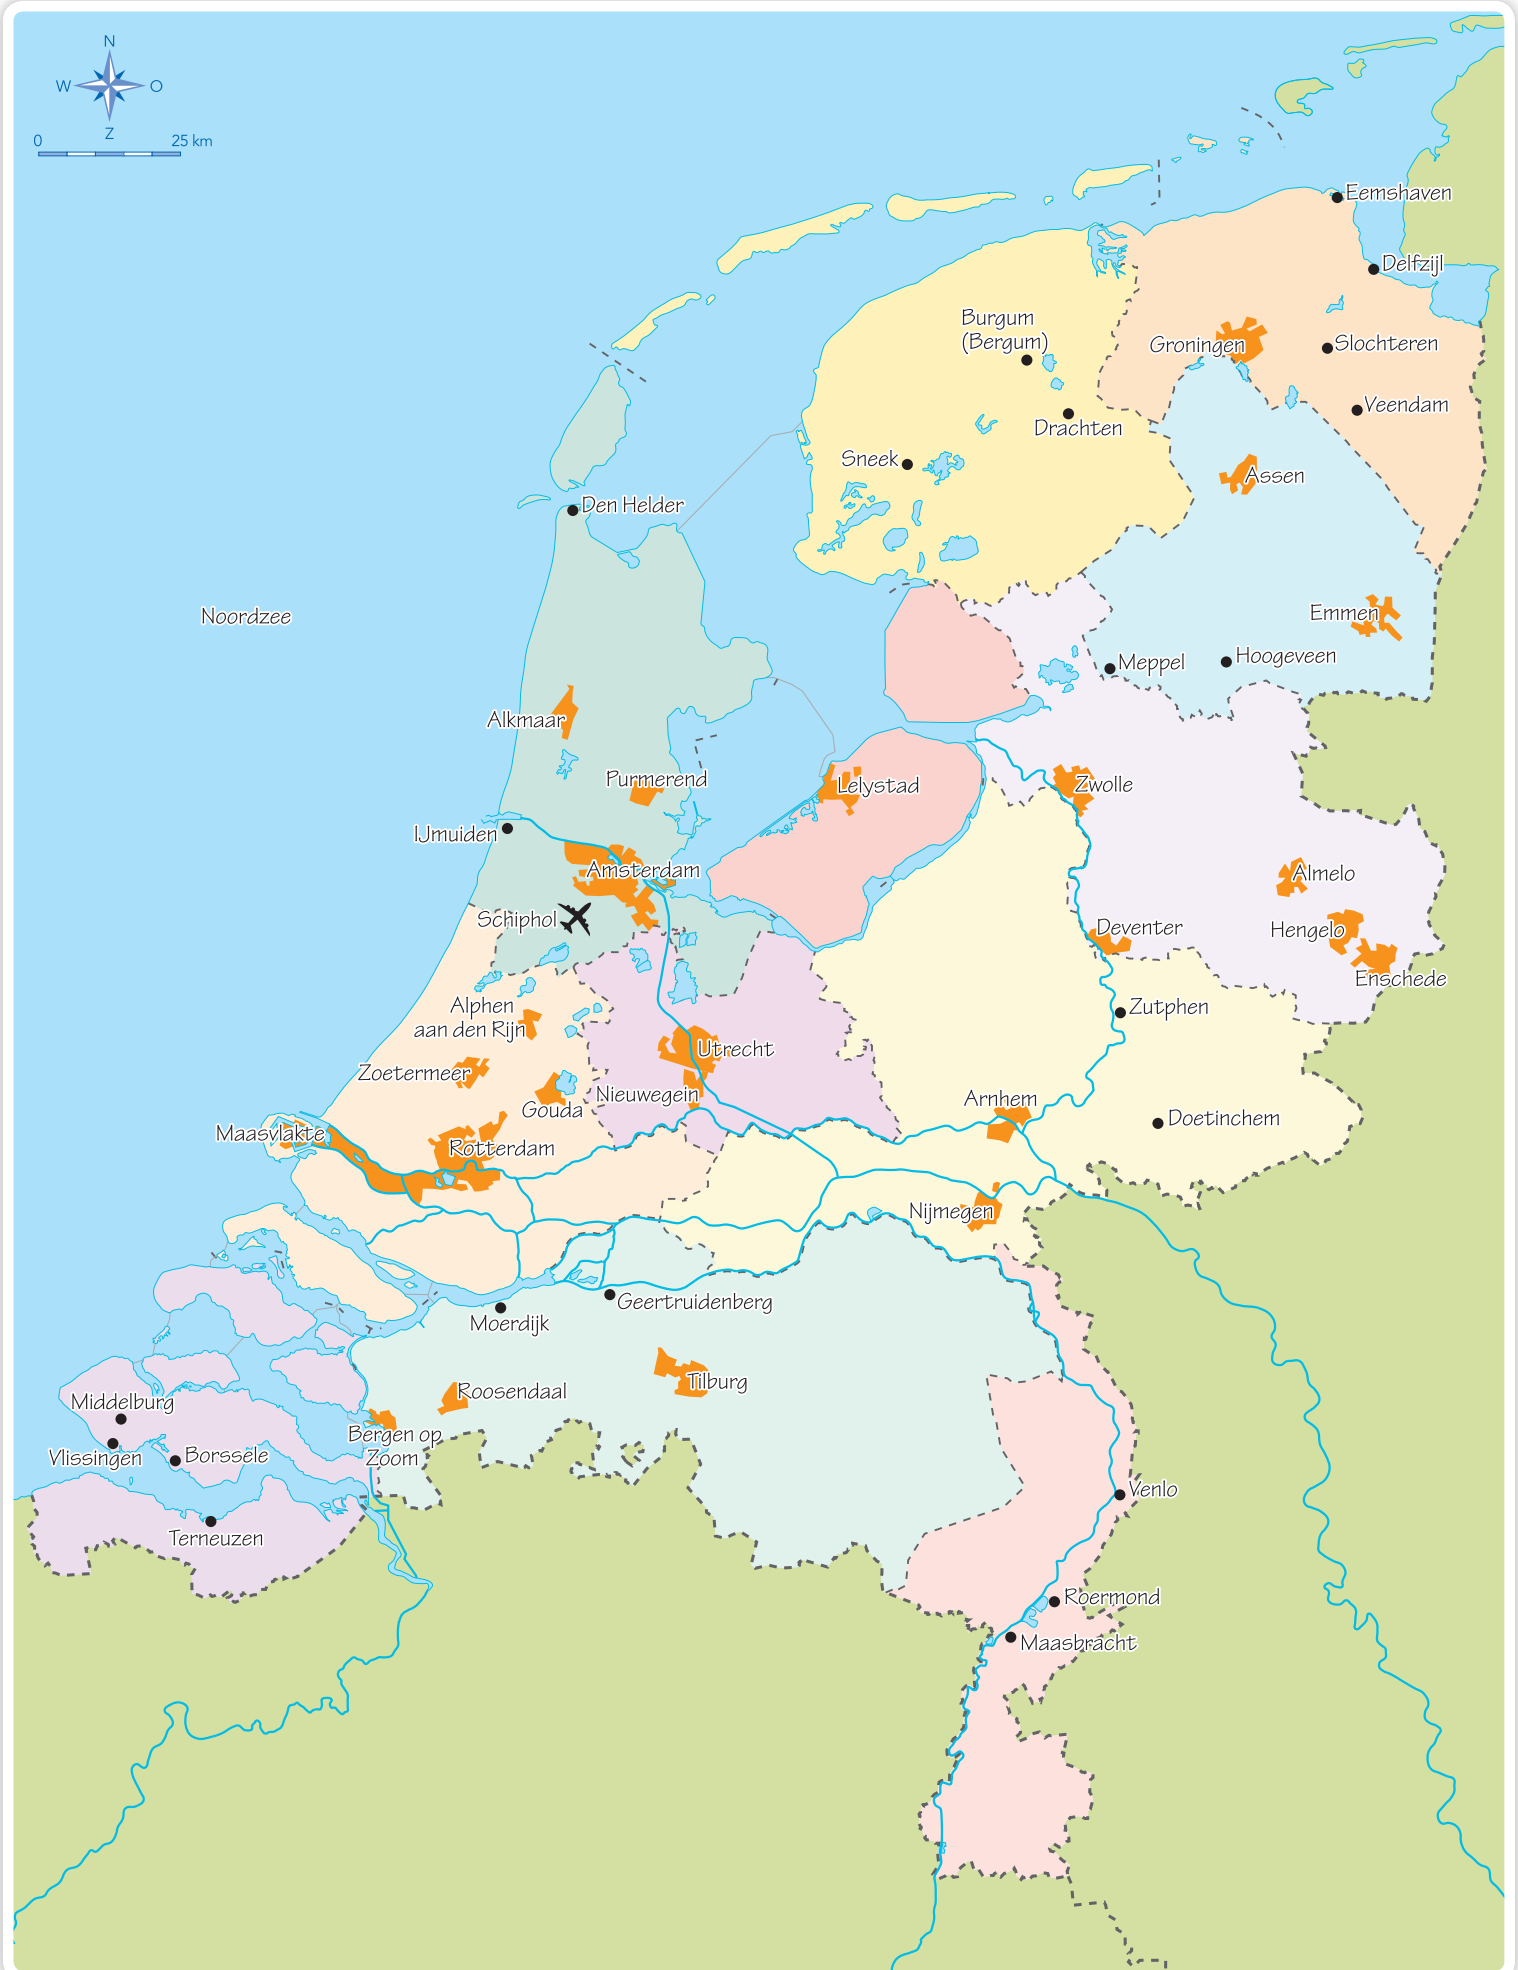 N
W
O
Z
0
25 km
Eemshaven
Delfzijl
Burgum
(Bergum)
Groningen
Slochteren
Veendam
Drachten
Sneek
Assen
Den Helder
Noordzee
Emmen
Meppel
Hoogeveen
Alkmaar
Purmerend
Lelystad
Zwolle
IJmuiden
Amsterdam
Almelo
Schiphol
Deventer
Hengelo
Enschede
Alphen
aan den Rijn
Zutphen
Utrecht
Zoetermeer
Nieuwegein
Gouda
Arnhem
Doetinchem
Maasvlakte
Rotterdam
Nijmegen
Geertruidenberg
Moerdijk
Tilburg
Roosendaal
Middelburg
Bergen op
Zoom
Vlissingen
Borssele
Venlo
Terneuzen
Roermond
Maasbracht